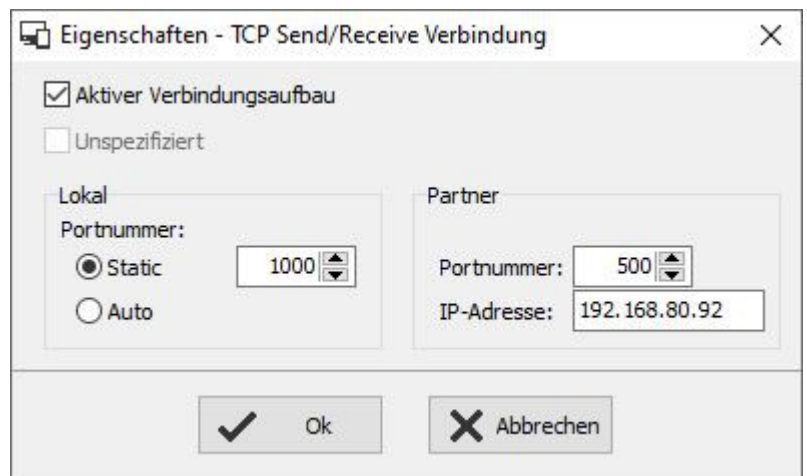 Eigenschaften - TCP Send/Receive Verbindung
Aktiver Verbindungsaufbau
Unspezifiziert
Lokal
Portnummer:
Static 1000
Auto
Partner
Portnummer: 500
IP-Adresse: 192.168.80.92
Ok Abbrechen